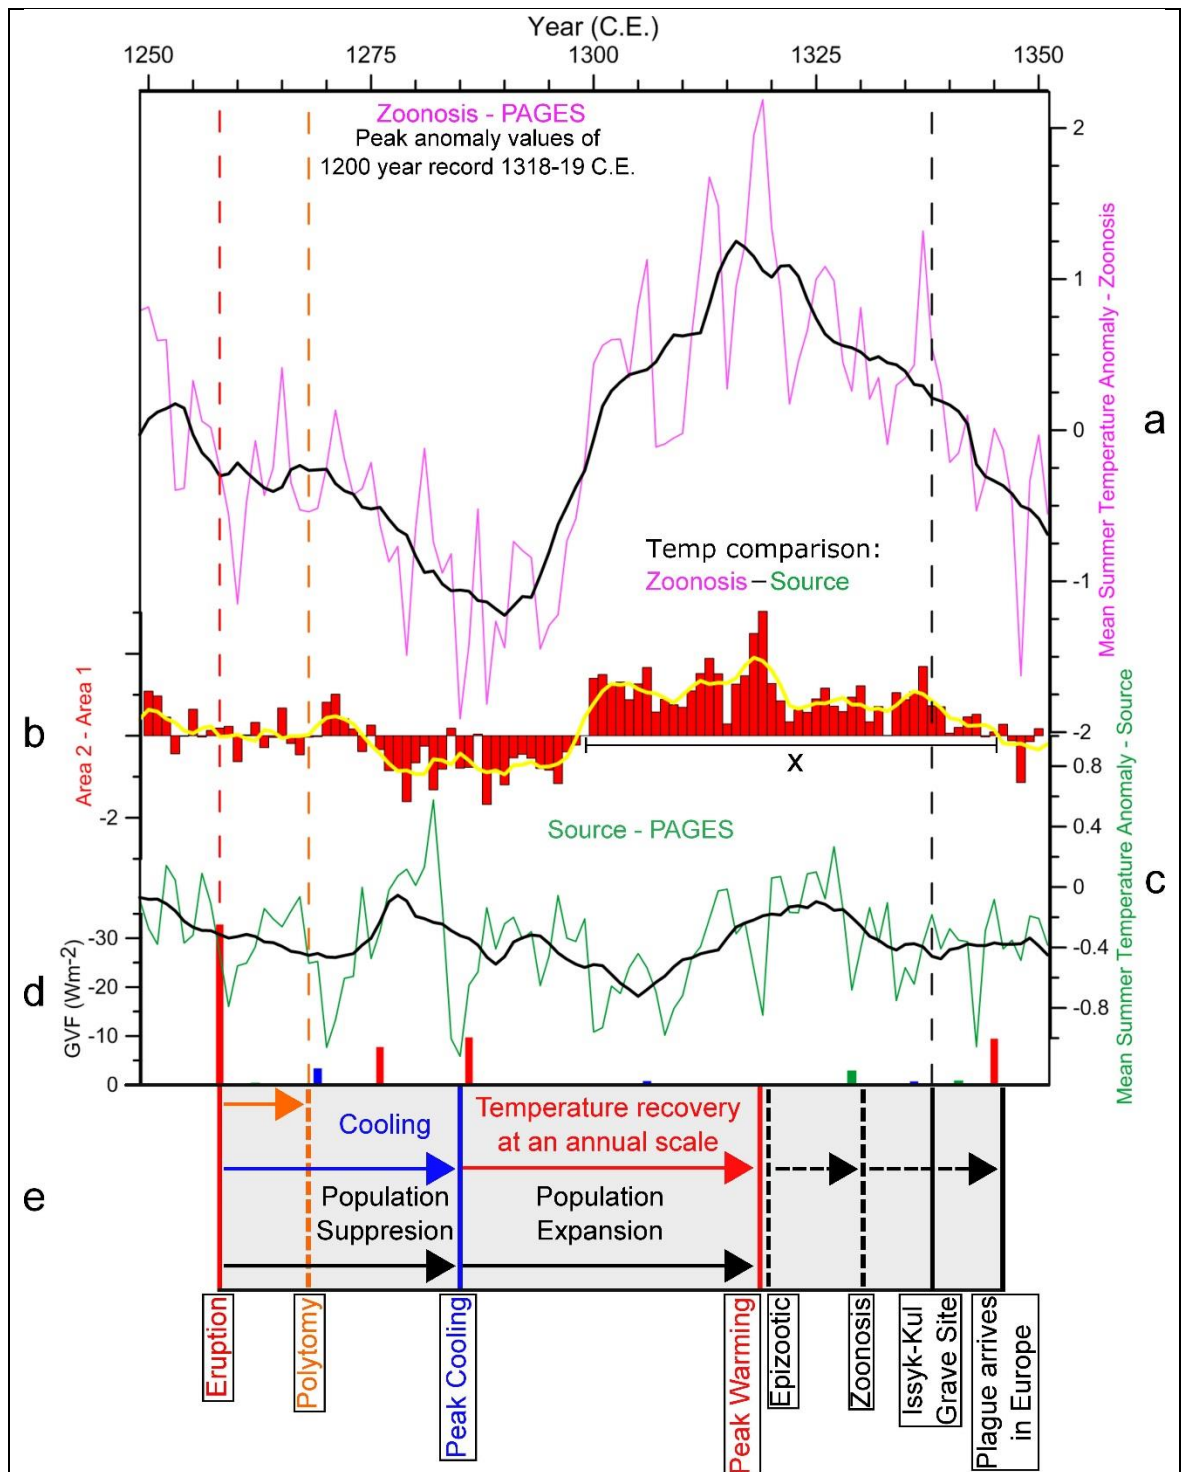 Year (C.E.)
1250 1275 1300 1325 1350
Zoonosis - PAGES
Peak anomaly values of
1200 year record 1318-19 C.E.
2
1
0
-1
-2
Mean Summer Temperature Anomaly - Zoonosis
a
Temp comparison:
Zoonosis – Source
b
Area 2 - Area 1
-2
x
Source - PAGES
0.8
0.4
0
-0.4
-0.8
Mean Summer Temperature Anomaly - Source
c
d
GVF (Wm-2)
-30
-20
-10
0
e
Cooling
Temperature recovery
at an annual scale
Population
Suppresion
Population
Expansion
Eruption
Polytomy
Peak Cooling
Peak Warming
Epizootic
Zoonosis
Issyk-Kul
Grave Site
Plague arrives
in Europe